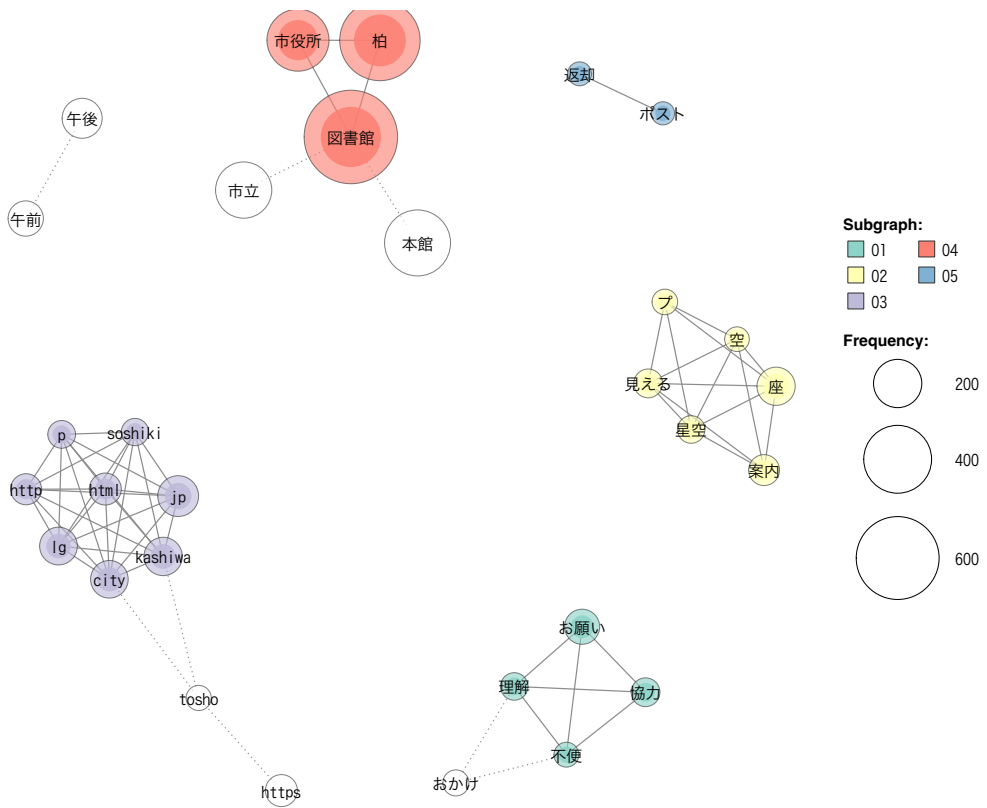 市役所
柏
図書館
市立
本館
午後
午前
返却
ポスト
Subgraph:
01
04
02
05
03
Frequency:
200
400
600
プ
空
見える
座
星空
案内
p
soshiki
http
html
jp
lg
kashiwa
city
tosho
https
お願い
理解
協力
不便
おかけ